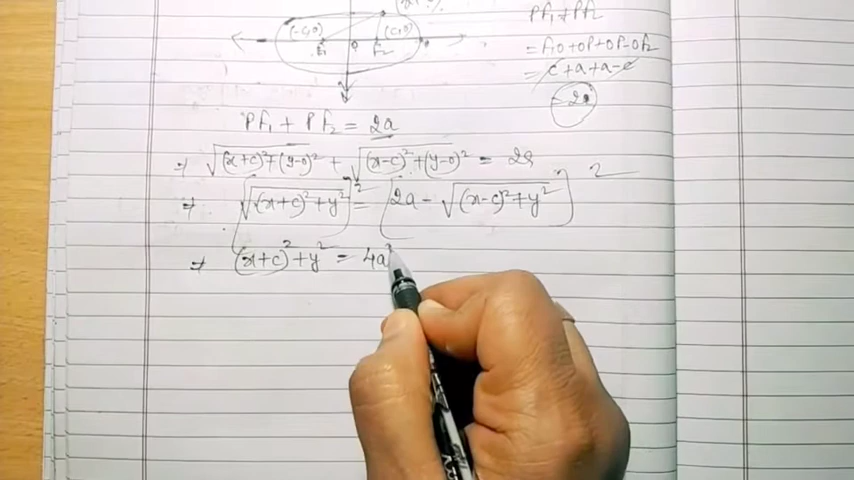 (-c,0) (c,0)
F₁ O F₂
PF₁ + PF₂
= F₁O + OP + OP - OF₂
= c + a + a - c
= 2a
PF₁ + PF₂ = 2a
⇒ √(x+c)²+(y-0)² + √(x-c)²+(y-0)² = 2a
⇒ (√(x+c)²+y²)² = (2a - √(x-c)²+y²)²
⇒ (x+c)²+y² = 4a²